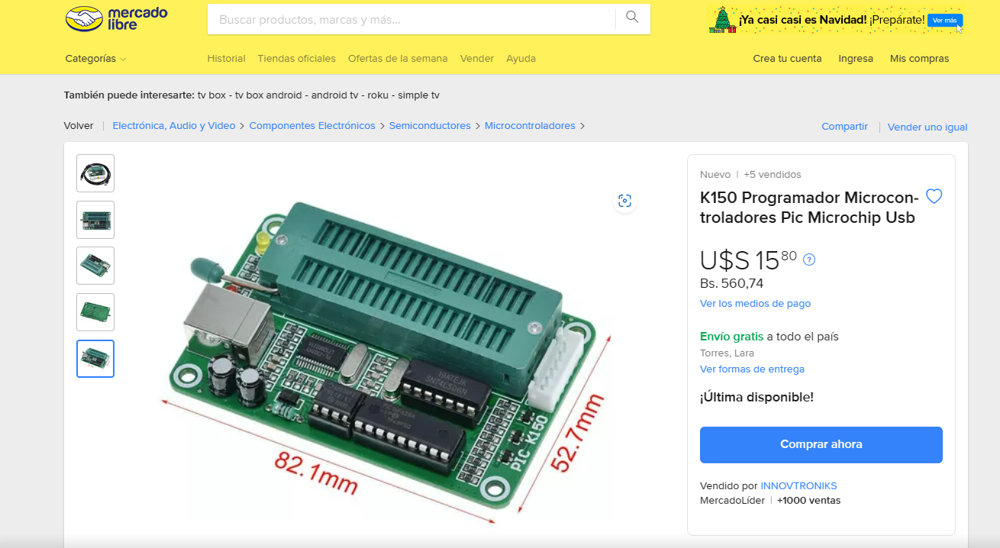 mercado
libre
Buscar productos, marcas y más...
¡Ya casi casi es Navidad! ¡Prepárate! Ver más
Categorías
Historial Tiendas oficiales Ofertas de la semana Vender Ayuda
Crea tu cuenta Ingresa Mis compras
También puede interesarte: tv box - tv box android - android tv - roku - simple tv
Volver | Electrónica, Audio y Video > Componentes Electrónicos > Semiconductores > Microcontroladores >
Compartir | Vender uno igual
82.1mm
52.7mm
PIC K150
Nuevo | +5 vendidos
K150 Programador Microcon-
troladores Pic Microchip Usb
U$S 15 80 ?
Bs. 560,74
Ver los medios de pago
Envío gratis a todo el país
Torres, Lara
Ver formas de entrega
¡Última disponible!
Comprar ahora
Vendido por INNOVTRONIKS
MercadoLíder | +1000 ventas